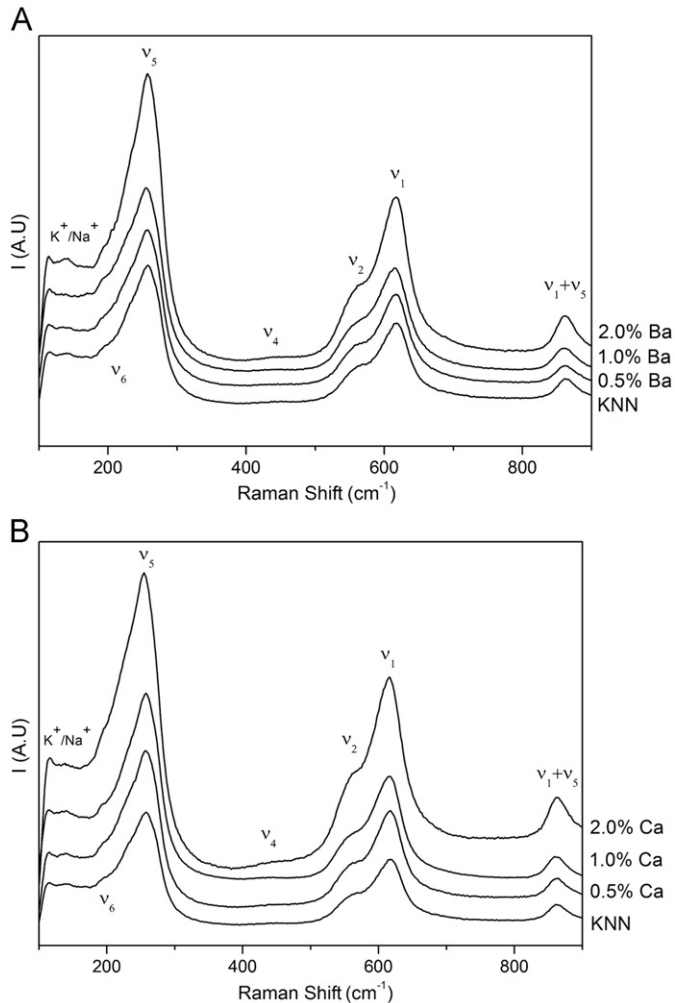 A
ν5
K+/Na+
ν1
ν2
ν1+ν5
ν4
ν6
I (A.U)
2.0% Ba
1.0% Ba
0.5% Ba
KNN
200
400
600
800
Raman Shift (cm-1)
B
ν5
K+/Na+
ν1
ν2
ν1+ν5
ν4
ν6
I (A.U)
2.0% Ca
1.0% Ca
0.5% Ca
KNN
200
400
600
800
Raman Shift (cm-1)